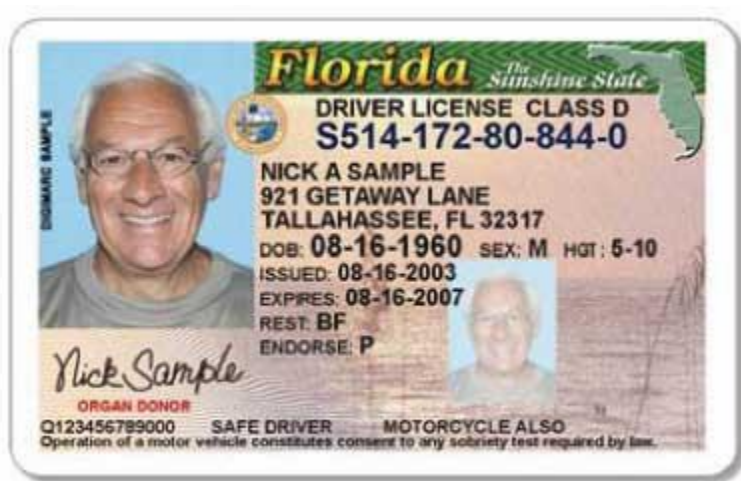 Florida The Sunshine State
DRIVER LICENSE CLASS D
S514-172-80-844-0
DIGIMARC SAMPLE
NICK A SAMPLE
921 GETAWAY LANE
TALLAHASSEE, FL 32317
DOB: 08-16-1960 SEX: M HGT: 5-10
ISSUED: 08-16-2003
EXPIRES: 08-16-2007
REST: BF
ENDORSE: P
Nick Sample
ORGAN DONOR
Q123456789000 SAFE DRIVER MOTORCYCLE ALSO
Operation of a motor vehicle constitutes consent to any sobriety test required by law.